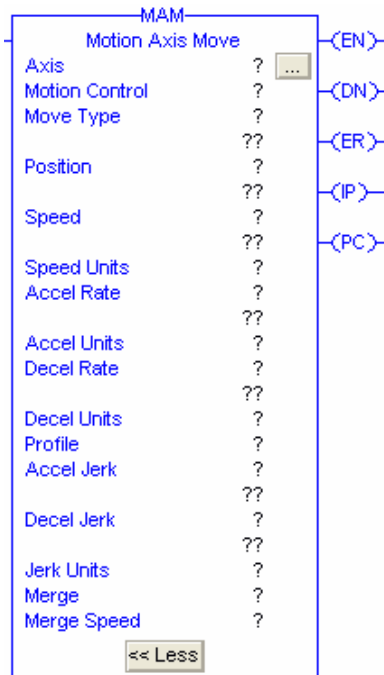 MAM
Motion Axis Move (EN)
Axis ? ...
Motion Control ? (DN)
Move Type ?
?? (ER)
Position ?
?? (IP)
Speed ?
?? (PC)
Speed Units ?
Accel Rate ?
??
Accel Units ?
Decel Rate ?
??
Decel Units ?
Profile ?
Accel Jerk ?
??
Decel Jerk ?
??
Jerk Units ?
Merge ?
Merge Speed ?
<< Less